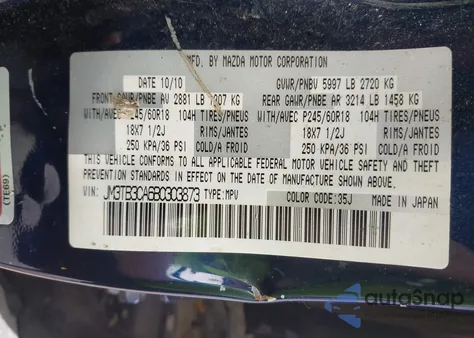 MFD. BY MAZDA MOTOR CORPORATION
DATE 10/10 GVWR/PNBV 5997 LB 2720 KG
FRONT GAWR/PNBE AV 2881 LB 1307 KG REAR GAWR/PNBE AR 3214 LB 1458 KG
WITH/AVEC P245/60R18 104H TIRES/PNEUS WITH/AVEC P245/60R18 104H TIRES/PNEUS
18X7 1/2J RIMS/JANTES 18X7 1/2J RIMS/JANTES
250 KPA/36 PSI COLD/A FROID 250 KPA/36 PSI COLD/A FROID
THIS VEHICLE CONFORMS TO ALL APPLICABLE FEDERAL MOTOR VEHICLE SAFETY AND THEFT
PREVENTION STANDARDS IN EFFECT ON THE DATE OF MANUFACTURE SHOWN ABOVE.
VIN: JM3TB3CA6B0303873 TYPE:MPV COLOR CODE:35J MADE IN JAPAN
(TE69)
autosnap